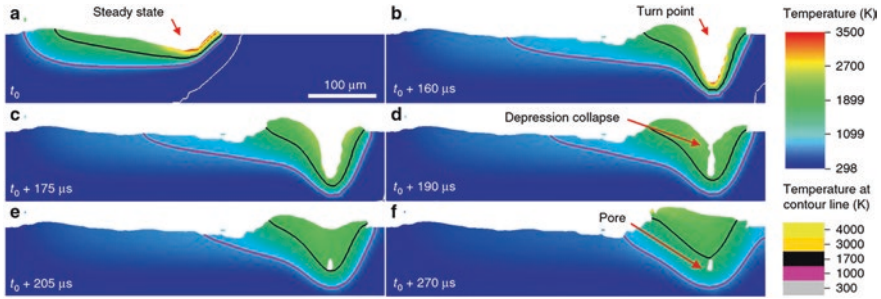 a
Steady state
t0
100 μm
b
Turn point
t0 + 160 μs
c
t0 + 175 μs
d
Depression collapse
t0 + 190 μs
e
t0 + 205 μs
f
Pore
t0 + 270 μs
Temperature (K)
3500
2700
1899
1099
298
Temperature at
contour line (K)
4000
3000
1700
1000
300